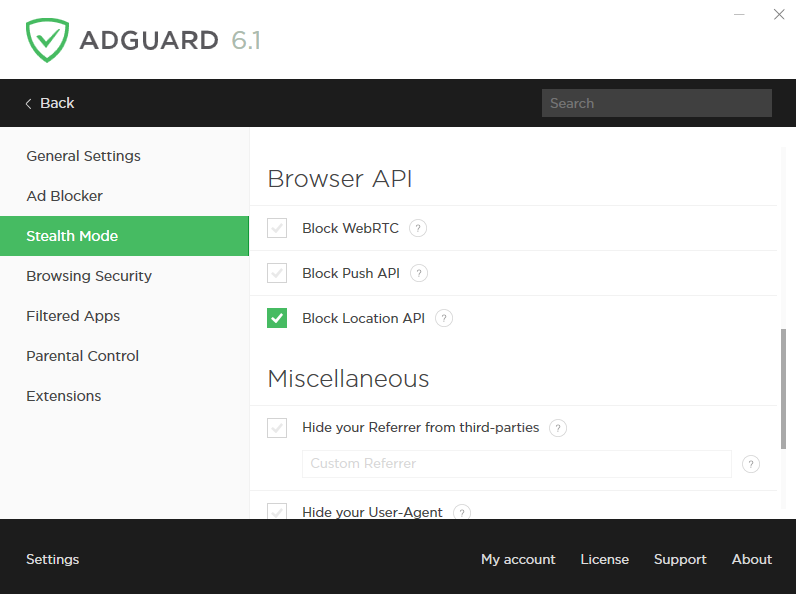 ADGUARD 6.1
Back
Search
General Settings
Ad Blocker
Stealth Mode
Browsing Security
Filtered Apps
Parental Control
Extensions
Browser API
Block WebRTC ?
Block Push API ?
Block Location API ?
Miscellaneous
Hide your Referrer from third-parties ?
Custom Referrer ?
Hide your User-Agent ?
Settings
My account License Support About